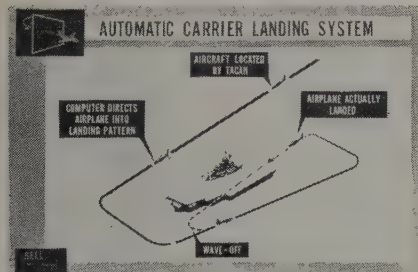 AUTOMATIC CARRIER LANDING SYSTEM
AIRCRAFT LOCATED
BY TACAN
COMPUTER DIRECTS
AIRPLANE INTO
LANDING PATTERN
AIRPLANE ACTUALLY
LANDED
WAVE-OFF
BELL